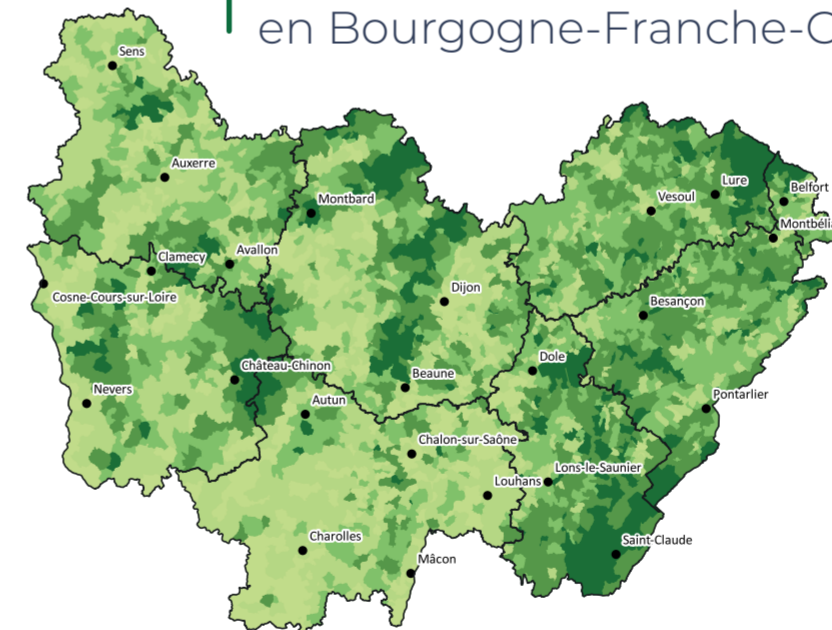 en Bourgogne-Franche-C
Sens
Auxerre
Montbard
Lure
Belfort
Vesoul
Montbéli
Avallon
Clamecy
Cosne-Cours-sur-Loire
Dijon
Besançon
Dole
Château-Chinon
Beaune
Nevers
Autun
Pontarlier
Chalon-sur-Saône
Lons-le-Saunier
Louhans
Charolles
Saint-Claude
Mâcon